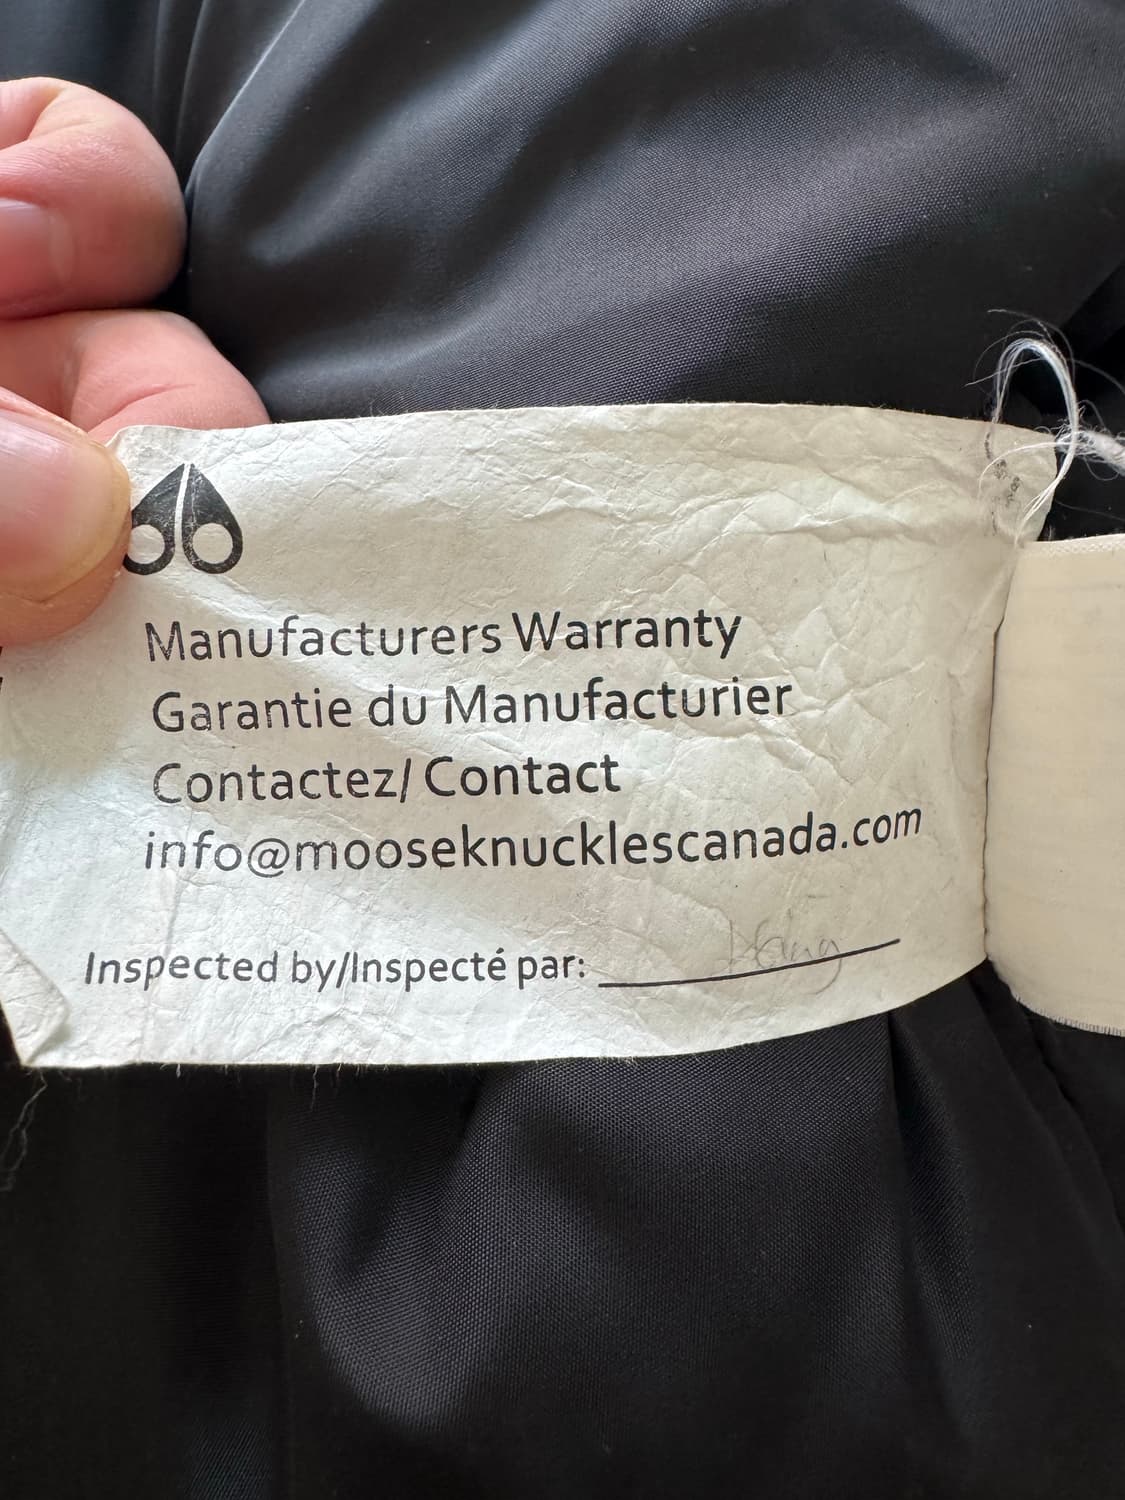 Manufacturers Warranty
Garantie du Manufacturier
Contactez/ Contact
info@mooseknucklescanada.com
Inspected by/Inspecté par: